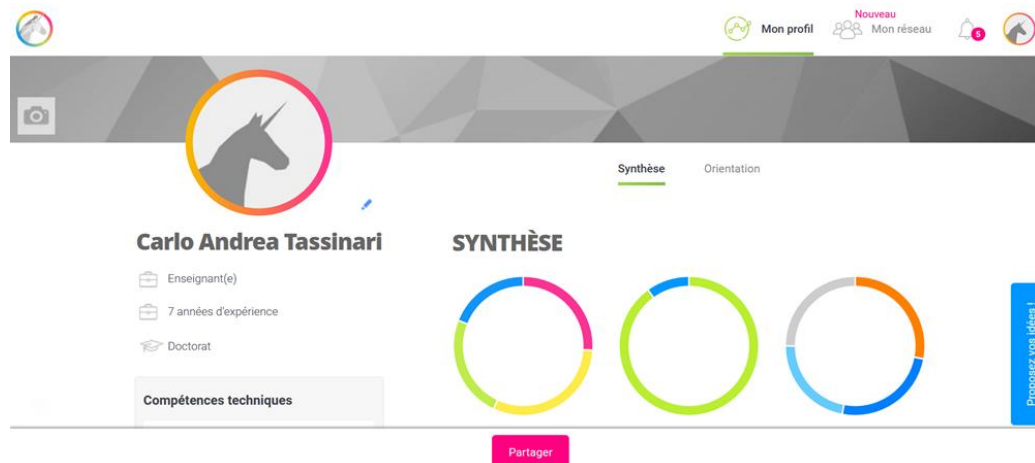 Nouveau
Mon profil
Mon réseau
5
Synthèse
Orientation
Carlo Andrea Tassinari
SYNTHÈSE
Enseignant(e)
7 années d'expérience
Doctorat
Compétences techniques
Proposez vos idées !
Partager